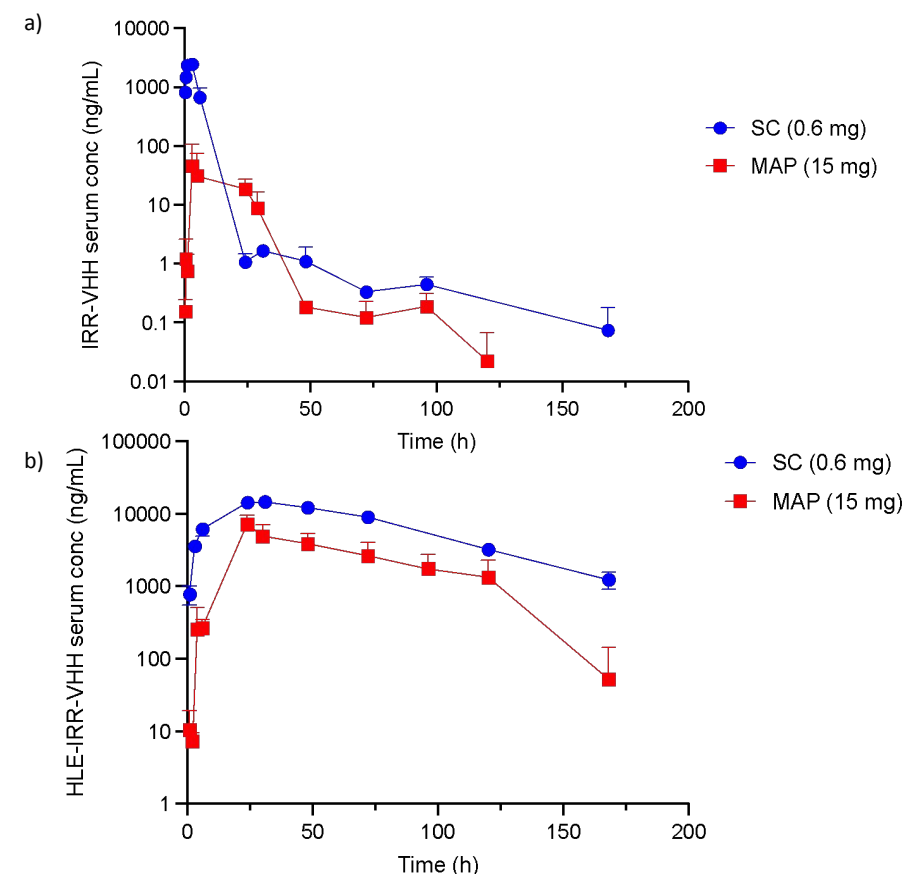 a)
IRR-VHH serum conc (ng/mL)
10000
1000
100
10
1
0.1
0.01
0 50 100 150 200
Time (h)
SC (0.6 mg)
MAP (15 mg)
b)
HLE-IRR-VHH serum conc (ng/mL)
100000
10000
1000
100
10
1
0 50 100 150 200
Time (h)
SC (0.6 mg)
MAP (15 mg)